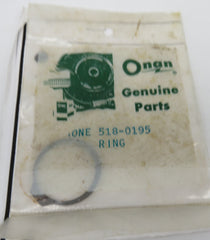 Onan
Genuine
Parts
ONE 518-0195
RING